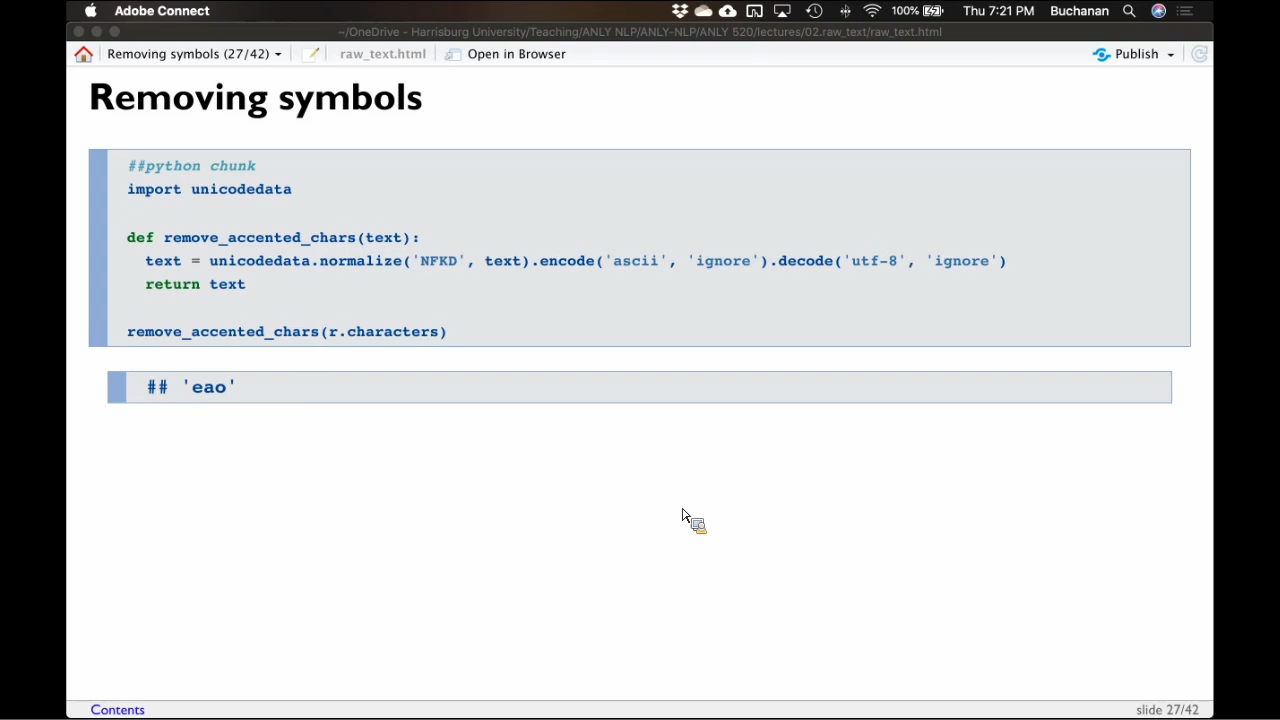 Adobe Connect 100% Thu 7:21 PM Buchanan
~/OneDrive - Harrisburg University/Teaching/ANLY NLP/ANLY-NLP/ANLY 520/lectures/02.raw_text/raw_text.html
Removing symbols (27/42) raw_text.html Open in Browser Publish
Removing symbols
##python chunk
import unicodedata
def remove_accented_chars(text):
text = unicodedata.normalize('NFKD', text).encode('ascii', 'ignore').decode('utf-8', 'ignore')
return text
remove_accented_chars(r.characters)
## 'eao'
Contents slide 27/42